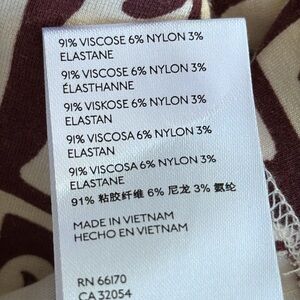 91% VISCOSE 6% NYLON 3%
ELASTANE
91% VISCOSE 6% NYLON 3%
ÉLASTHANNE
91% VISKOSE 6% NYLON 3%
ELASTAN
91% VISCOSA 6% NYLON 3%
ELASTAN
91% VISCOSA 6% NYLON 3%
ELASTANE
91% 粘胶纤维 6% 尼龙 3% 氨纶
MADE IN VIETNAM
HECHO EN VIETNAM
RN 66170
CA 32054